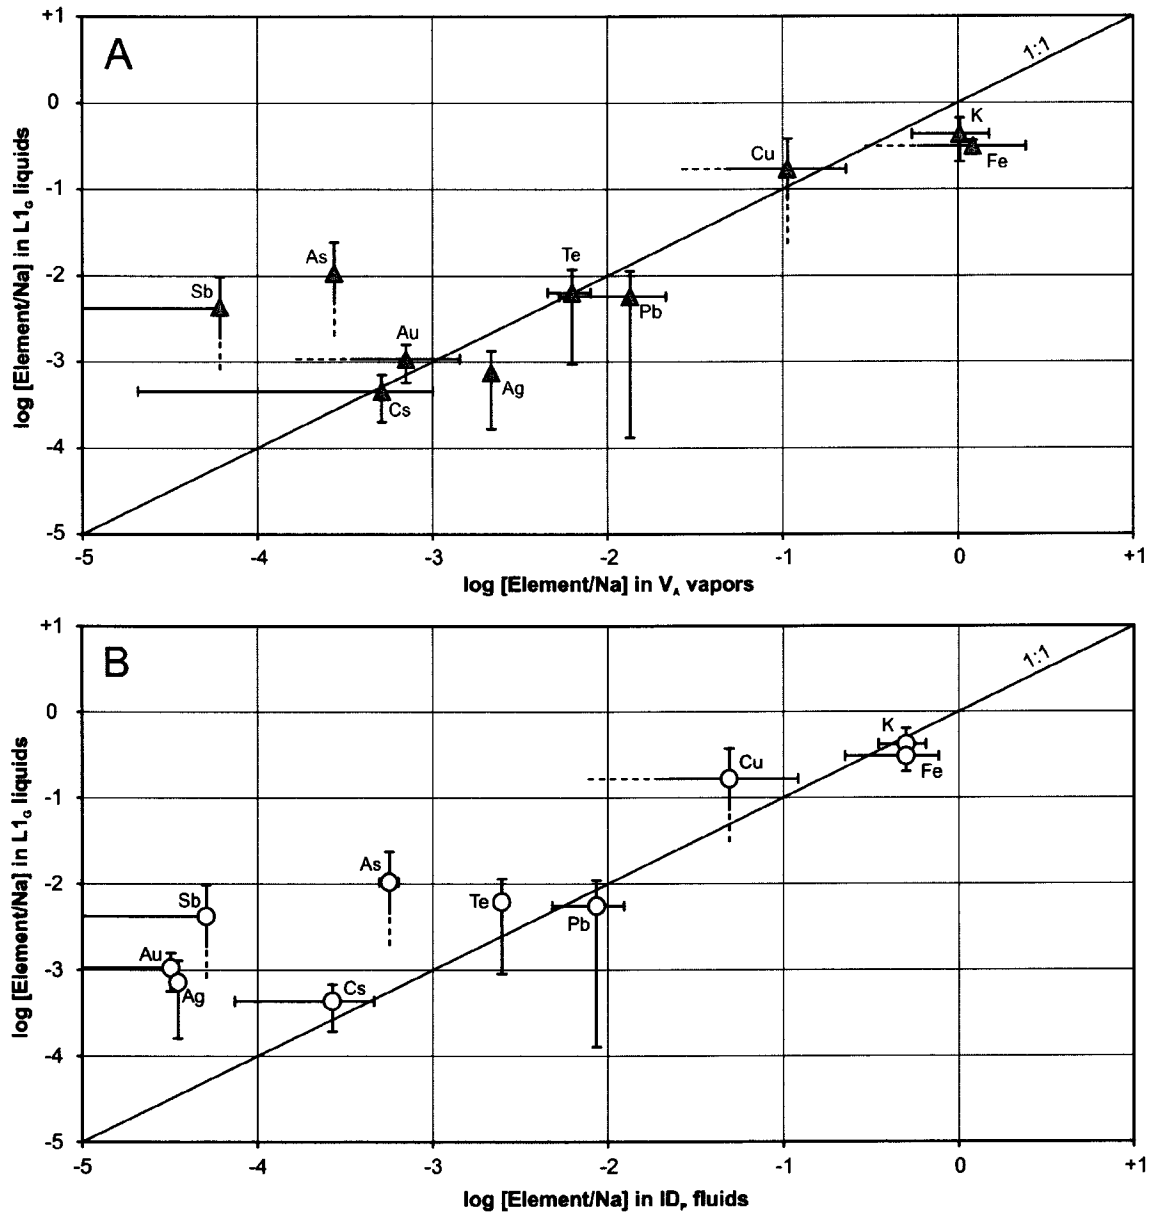 +1
A
1:1
0
K
Fe
Cu
-1
As
Te
-2
Sb
Pb
Au
-3
Ag
Cs
-4
-5
log [Element/Na] in L1G liquids
-5 -4 -3 -2 -1 0 +1
log [Element/Na] in VA vapors
+1
B
1:1
0
K
Fe
Cu
-1
As
-2
Sb
Te
Pb
Au
-3
Ag
Cs
-4
-5
log [Element/Na] in L1G liquids
-5 -4 -3 -2 -1 0 +1
log [Element/Na] in IDP fluids